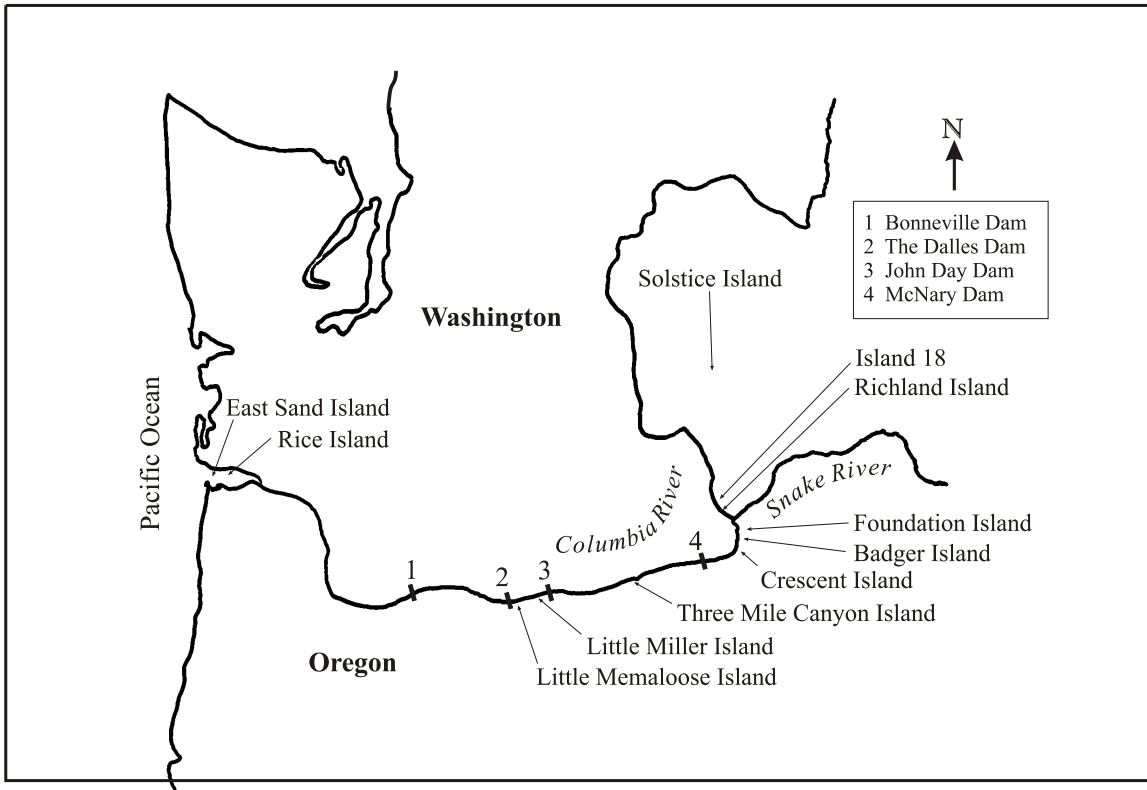 N
1 Bonneville Dam
2 The Dalles Dam
3 John Day Dam
4 McNary Dam
Solstice Island
Washington
Island 18
Richland Island
Pacific Ocean
East Sand Island
Rice Island
Snake River
Columbia River
Foundation Island
Badger Island
Crescent Island
4
1
2
3
Three Mile Canyon Island
Little Miller Island
Oregon
Little Memaloose Island